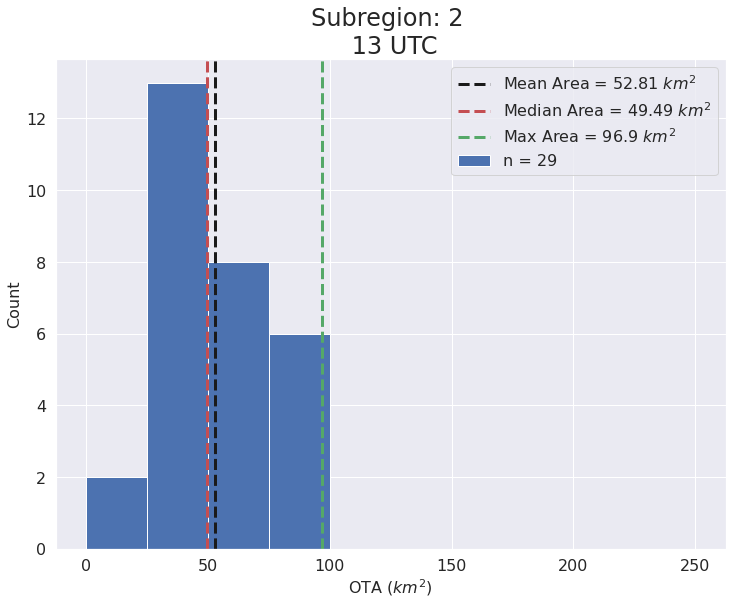 Subregion: 2
13 UTC
Mean Area = 52.81 km²
Median Area = 49.49 km²
Max Area = 96.9 km²
n = 29
Count
12
10
8
6
4
2
0
0 50 100 150 200 250
OTA (km²)